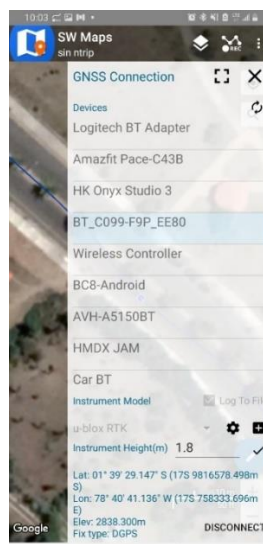 10:03
SW Maps
sin ntrip
REC
GNSS Connection
Devices
Logitech BT Adapter
Amazfit Pace-C43B
HK Onyx Studio 3
BT_C099-F9P_EE80
Wireless Controller
BC8-Android
AVH-A5150BT
HMDX JAM
Car BT
Instrument Model
Log To Fil
u-blox RTK
Instrument Height(m) 1.8
Lat: 01° 39' 29.147" S (17S 9816578.498m
S)
Lon: 78° 40' 41.136" W (17S 758333.696m
E)
Elev: 2838.300m
Fix type: DGPS
DISCONNECT
Google